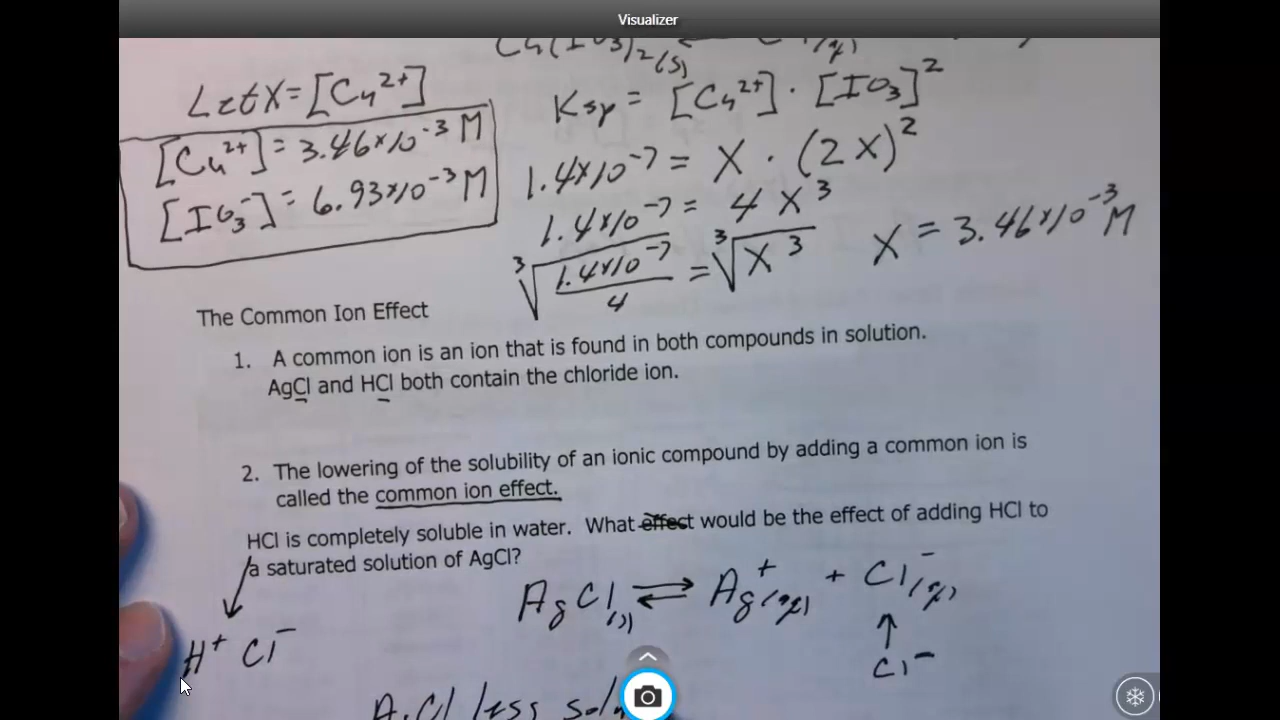 Visualizer
Cu(IO3)2(s)
Let X = [Cu²⁺]
Ksp = [Cu²⁺] · [IO3]²
[Cu²⁺] = 3.46×10⁻³ M
1.4×10⁻⁷ = X · (2X)²
[IO3⁻] = 6.93×10⁻³ M
1.4×10⁻⁷ = 4X³
³√(1.4×10⁻⁷/4) = ³√X³
X = 3.46×10⁻³ M
The Common Ion Effect
1. A common ion is an ion that is found in both compounds in solution.
AgCl and HCl both contain the chloride ion.
2. The lowering of the solubility of an ionic compound by adding a common ion is
called the common ion effect.
HCl is completely soluble in water. What effect would be the effect of adding HCl to
a saturated solution of AgCl?
AgCl(s) ⇌ Ag⁺(aq) + Cl⁻(aq)
↑
H⁺ Cl⁻
Cl⁻
AgCl less